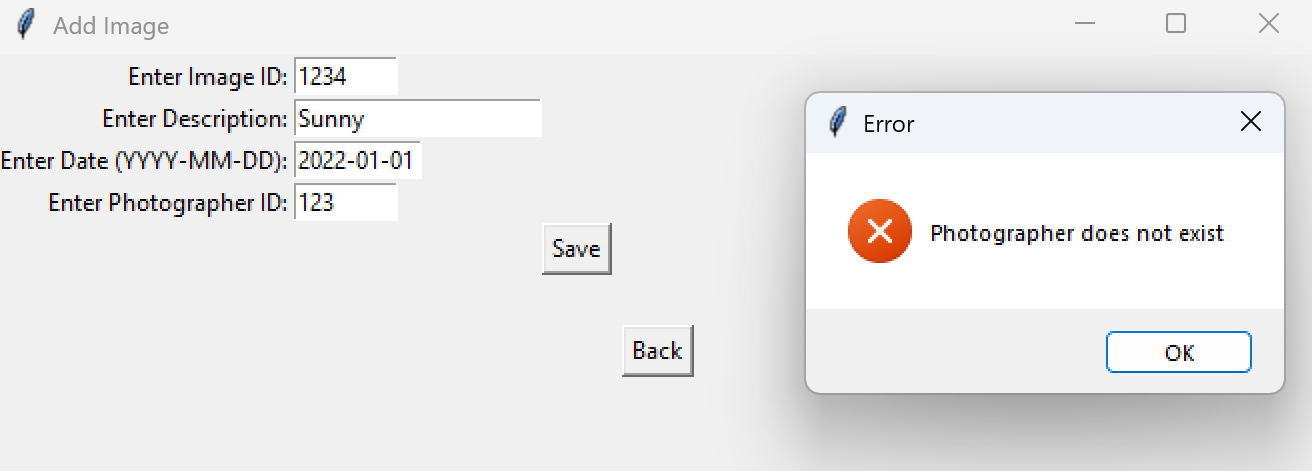 Add Image
Enter Image ID: 1234
Enter Description: Sunny
Enter Date (YYYY-MM-DD): 2022-01-01
Enter Photographer ID: 123
Save
Back
Error
Photographer does not exist
OK